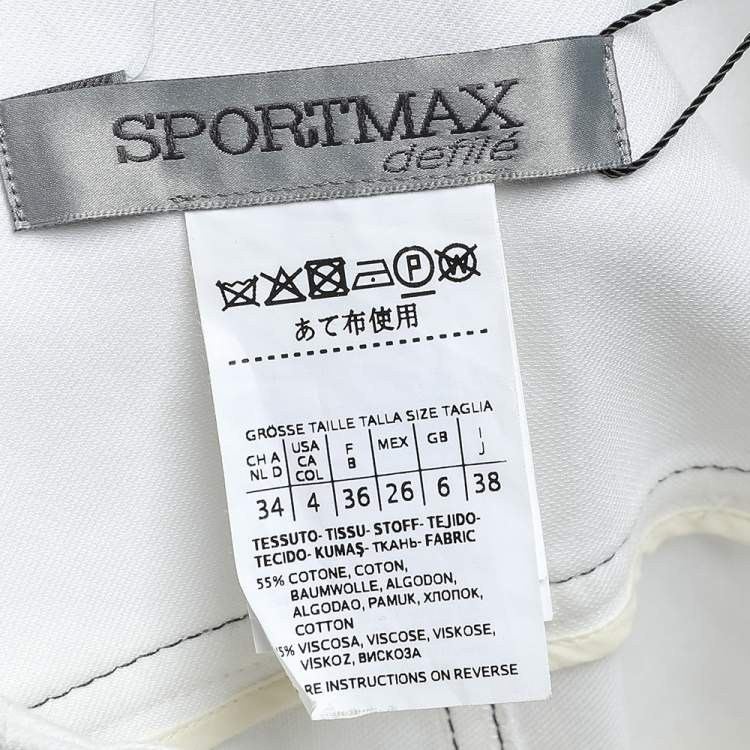 SPORTMAX
defilé
P
W
あて布使用
GRÖSSE TAILLE TALLA SIZE TAGLIA
CH A NL D USA CA COL F B MEX GB I J
34 4 36 26 6 38
TESSUTO- TISSU- STOFF- TEJIDO-
TECIDO- KUMAŞ- ТКАНЬ- FABRIC
55% COTONE, COTON,
BAUMWOLLE, ALGODON,
ALGODAO, PAMUK, ХЛОПОК,
COTTON
5% VISCOSA, VISCOSE, VISKOSE,
VİSKOZ, ВИСКОЗА
RE INSTRUCTIONS ON REVERSE